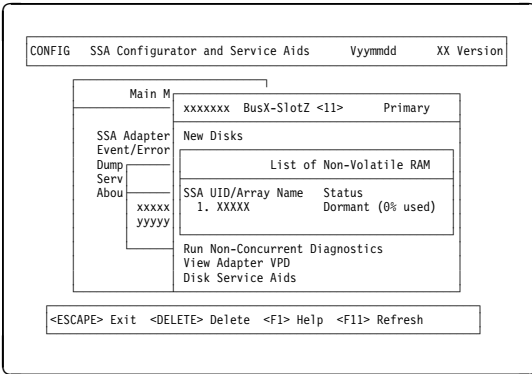 CONFIG   SSA Configurator and Service Aids     Vyymmdd     XX Version
Main M
xxxxxxx  BusX-SlotZ <11>      Primary
SSA Adapter
New Disks
Event/Error
Dump
List of Non-Volatile RAM
Serv
Abou
SSA UID/Array Name   Status
xxxxx
1. XXXXX           Dormant (0% used)
yyyyy
Run Non-Concurrent Diagnostics
View Adapter VPD
Disk Service Aids
<ESCAPE> Exit  <DELETE> Delete  <F1> Help  <F11> Refresh